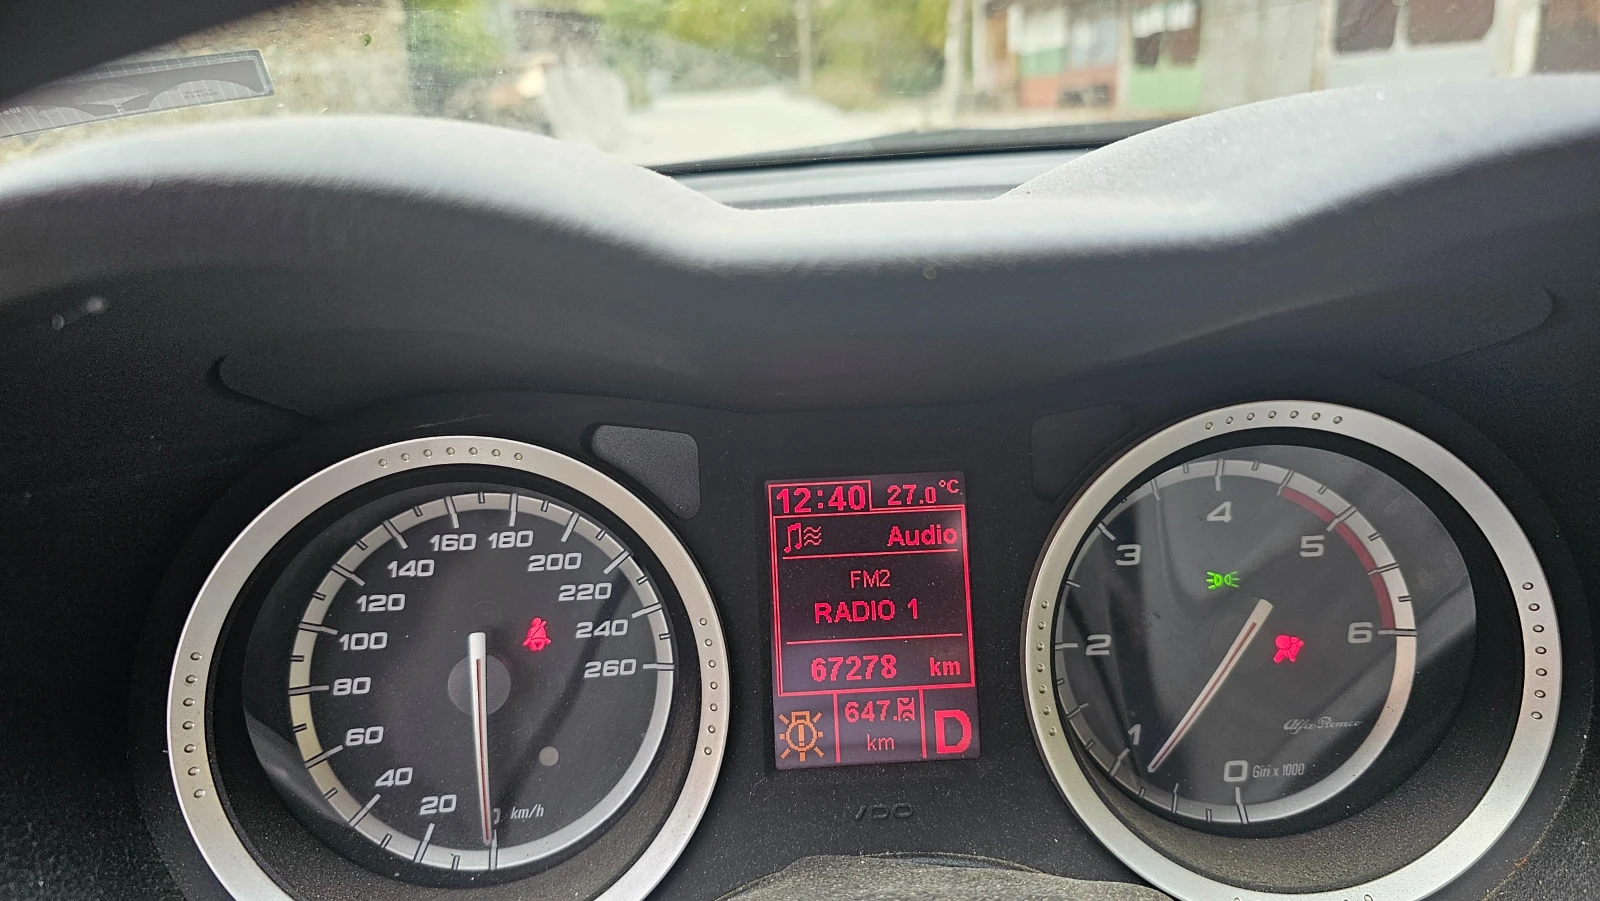 12:40 27.0°C
Audio
FM2
RADIO 1
67278 km
647.
km
D
VDO
0 20 40 60 80 100 120 140 160 180 200 220 240 260
km/h
0 1 2 3 4 5 6
Giri x 1000
Alfa Romeo